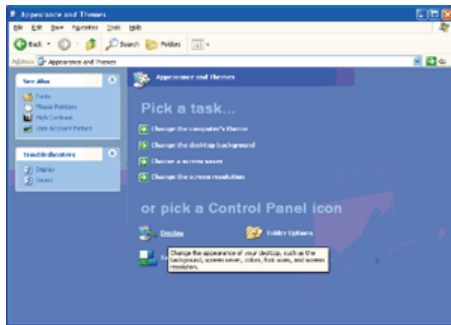 Appearance and Themes
File Edit View Favorites Tools Help
Back Search Folders
Address Appearance and Themes Go
See Also
Fonts
Mouse Pointers
High Contrast
User Account Picture
Troubleshooters
Display
Sound
Appearance and Themes
Pick a task...
Change the computer's theme
Change the desktop background
Choose a screen saver
Change the screen resolution
or pick a Control Panel icon
Display Folder Options
Change the appearance of your desktop, such as the
background, screen saver, colors, font sizes, and screen
resolution.